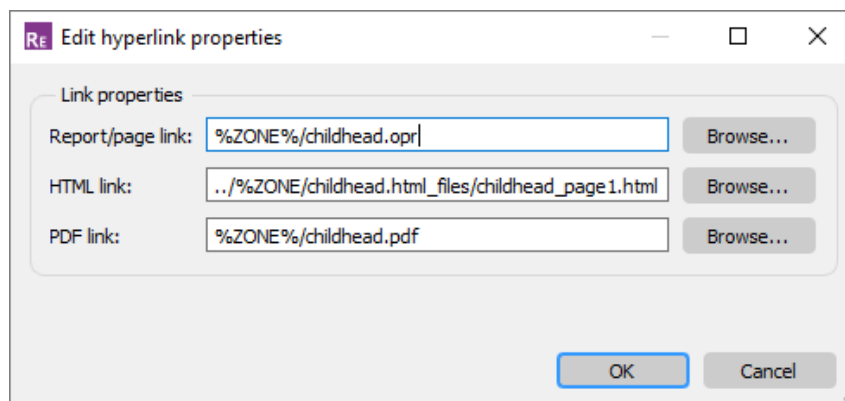 RE Edit hyperlink properties
Link properties
Report/page link: %ZONE%/childhead.opr Browse...
HTML link: ../%ZONE/childhead.html_files/childhead_page1.html Browse...
PDF link: %ZONE%/childhead.pdf Browse...
OK Cancel